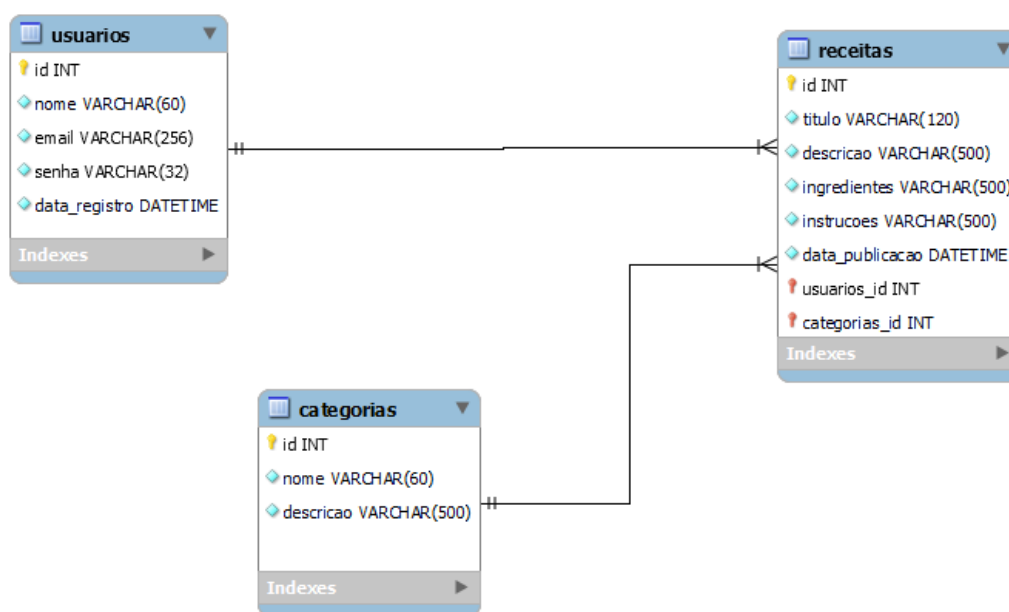 usuarios
id INT
nome VARCHAR(60)
email VARCHAR(256)
senha VARCHAR(32)
data_registro DATETIME
Indexes
receitas
id INT
titulo VARCHAR(120)
descricao VARCHAR(500)
ingredientes VARCHAR(500)
instrucoes VARCHAR(500)
data_publicacao DATETIME
usuarios_id INT
categorias_id INT
Indexes
categorias
id INT
nome VARCHAR(60)
descricao VARCHAR(500)
Indexes